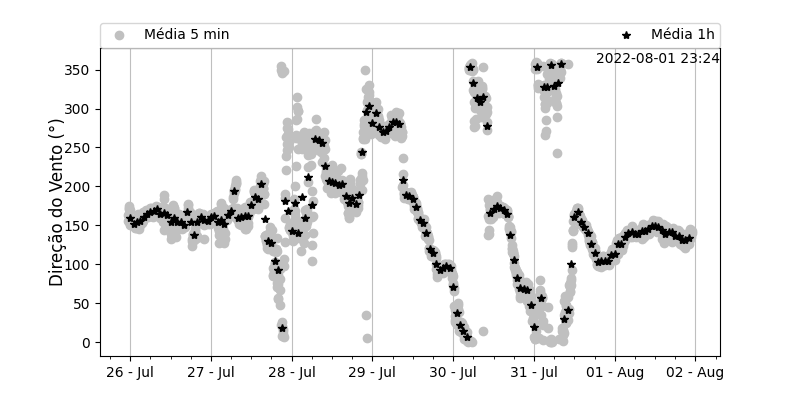 Média 5 min
Média 1h
2022-08-01 23:24
Direção do Vento (°)
350
300
250
200
150
100
50
0
26 - Jul
27 - Jul
28 - Jul
29 - Jul
30 - Jul
31 - Jul
01 - Aug
02 - Aug